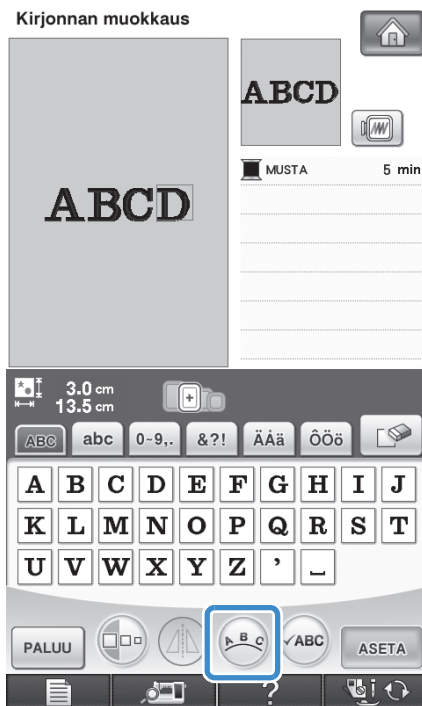 Kirjonnan muokkaus
ABCD
ABCD
MUSTA 5 min
3.0 cm
13.5 cm
ABC abc 0~9,. &?! ÄÅä ÔÖö
A B C D E F G H I J
K L M N O P Q R S T
U V W X Y Z ’ ⎵
PALUU A B C ✓ABC ASETA
? i